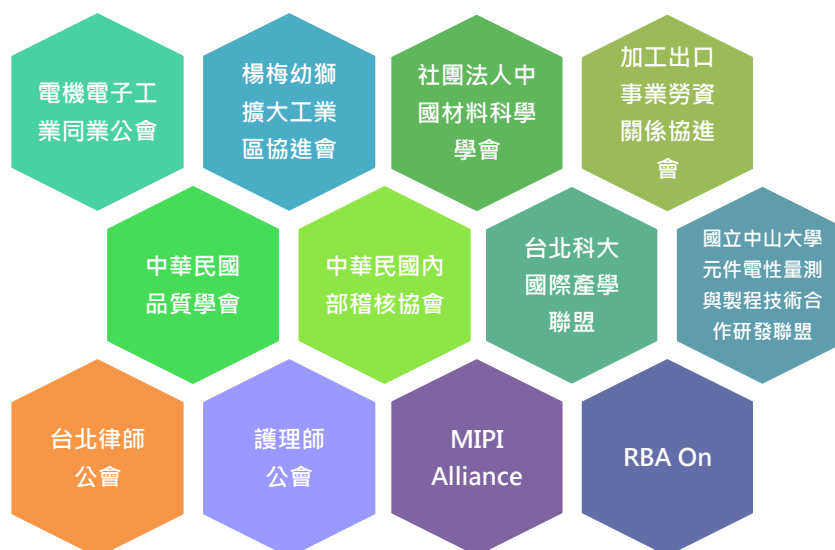 電機電子工
業同業公會
楊梅幼獅
擴大工業
區協進會
社團法人中
國材料科學
學會
加工出口
事業勞資
關係協進
會
中華民國
品質學會
中華民國內
部稽核協會
台北科大
國際產學
聯盟
國立中山大學
元件電性量測
與製程技術合
作研發聯盟
台北律師
公會
護理師
公會
MIPI
Alliance
RBA On